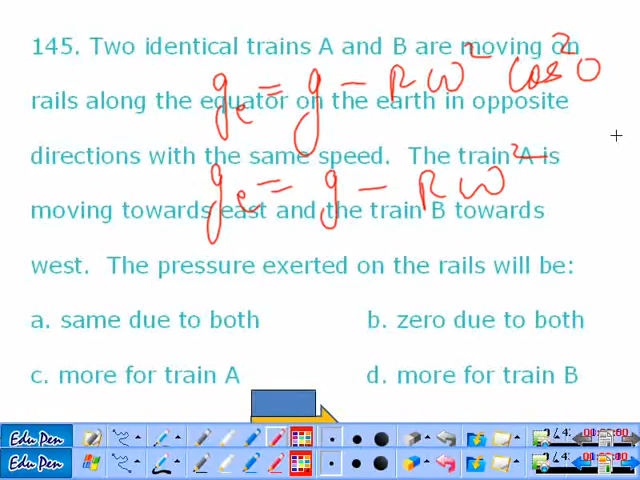 145. Two identical trains A and B are moving on
gₑ = g - Rω² cos² 0
rails along the equator on the earth in opposite
directions with the same speed. The train A is
gₑ = g - Rω²
moving towards east and the train B towards
west. The pressure exerted on the rails will be:
a. same due to both b. zero due to both
c. more for train A d. more for train B
Edu Pen
Edu Pen